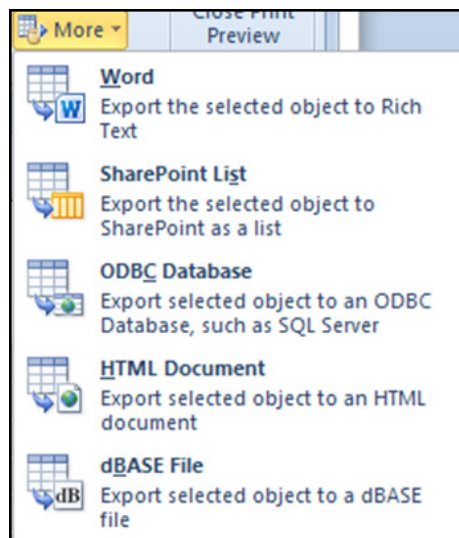 More
Close Print
Preview
Word
Export the selected object to Rich
Text
SharePoint List
Export the selected object to
SharePoint as a list
ODBC Database
Export selected object to an ODBC
Database, such as SQL Server
HTML Document
Export selected object to an HTML
document
dBASE File
Export selected object to a dBASE
file